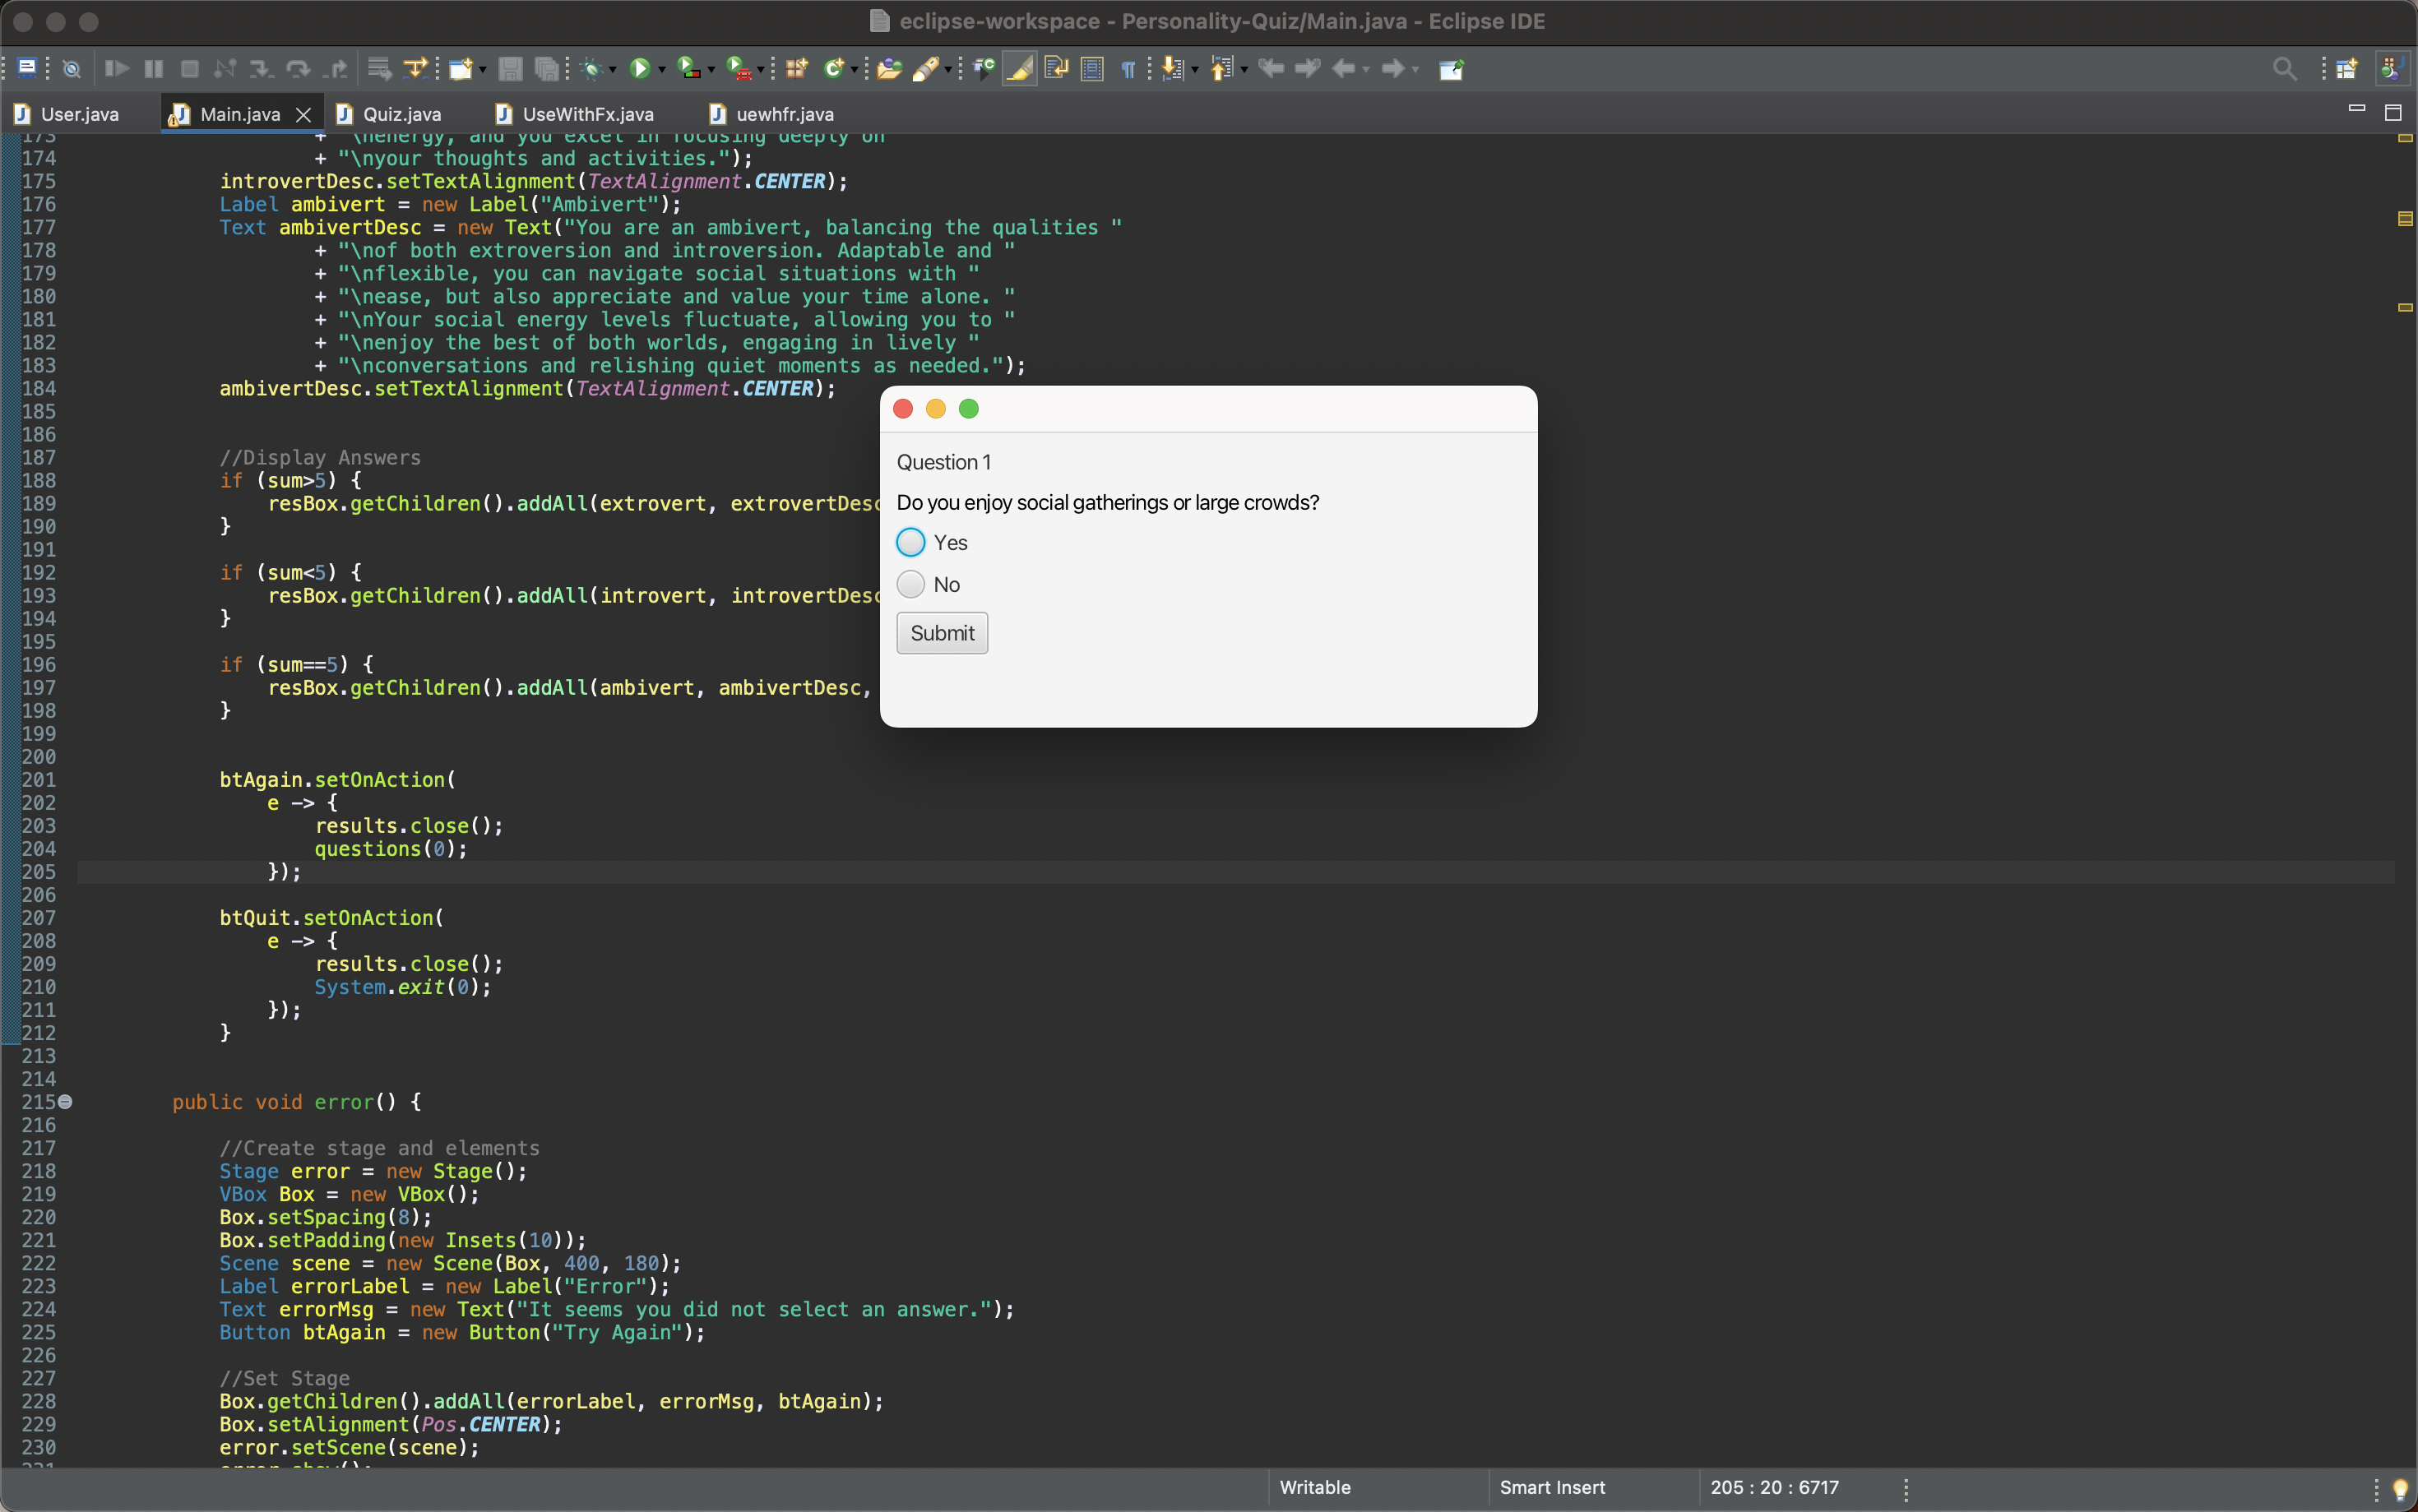 eclipse-workspace - Personality-Quiz/Main.java - Eclipse IDE
User.java
Main.java
Quiz.java
UseWithFx.java
uewhfr.java
173 + "\nenergy, and you excel in focusing deeply on
174 + "\nyour thoughts and activities.");
175 introvertDesc.setTextAlignment(TextAlignment.CENTER);
176 Label ambivert = new Label("Ambivert");
177 Text ambivertDesc = new Text("You are an ambivert, balancing the qualities "
178 + "\nof both extroversion and introversion. Adaptable and "
179 + "\nflexible, you can navigate social situations with "
180 + "\nease, but also appreciate and value your time alone. "
181 + "\nYour social energy levels fluctuate, allowing you to "
182 + "\nenjoy the best of both worlds, engaging in lively "
183 + "\nconversations and relishing quiet moments as needed.");
184 ambivertDesc.setTextAlignment(TextAlignment.CENTER);
185
186
187 //Display Answers
188 if (sum>5) {
189 resBox.getChildren().addAll(extrovert, extrovertDesc
190 }
191
192 if (sum<5) {
193 resBox.getChildren().addAll(introvert, introvertDesc
194 }
195
196 if (sum==5) {
197 resBox.getChildren().addAll(ambivert, ambivertDesc,
198 }
199
200
201 btAgain.setOnAction(
202 e -> {
203 results.close();
204 questions(0);
205 });
206
207 btQuit.setOnAction(
208 e -> {
209 results.close();
210 System.exit(0);
211 });
212 }
213
214
215 public void error() {
216
217 //Create stage and elements
218 Stage error = new Stage();
219 VBox Box = new VBox();
220 Box.setSpacing(8);
221 Box.setPadding(new Insets(10));
222 Scene scene = new Scene(Box, 400, 180);
223 Label errorLabel = new Label("Error");
224 Text errorMsg = new Text("It seems you did not select an answer.");
225 Button btAgain = new Button("Try Again");
226
227 //Set Stage
228 Box.getChildren().addAll(errorLabel, errorMsg, btAgain);
229 Box.setAlignment(Pos.CENTER);
230 error.setScene(scene);
231 error.show();
Question 1
Do you enjoy social gatherings or large crowds?
Yes
No
Submit
Writable
Smart Insert
205 : 20 : 6717